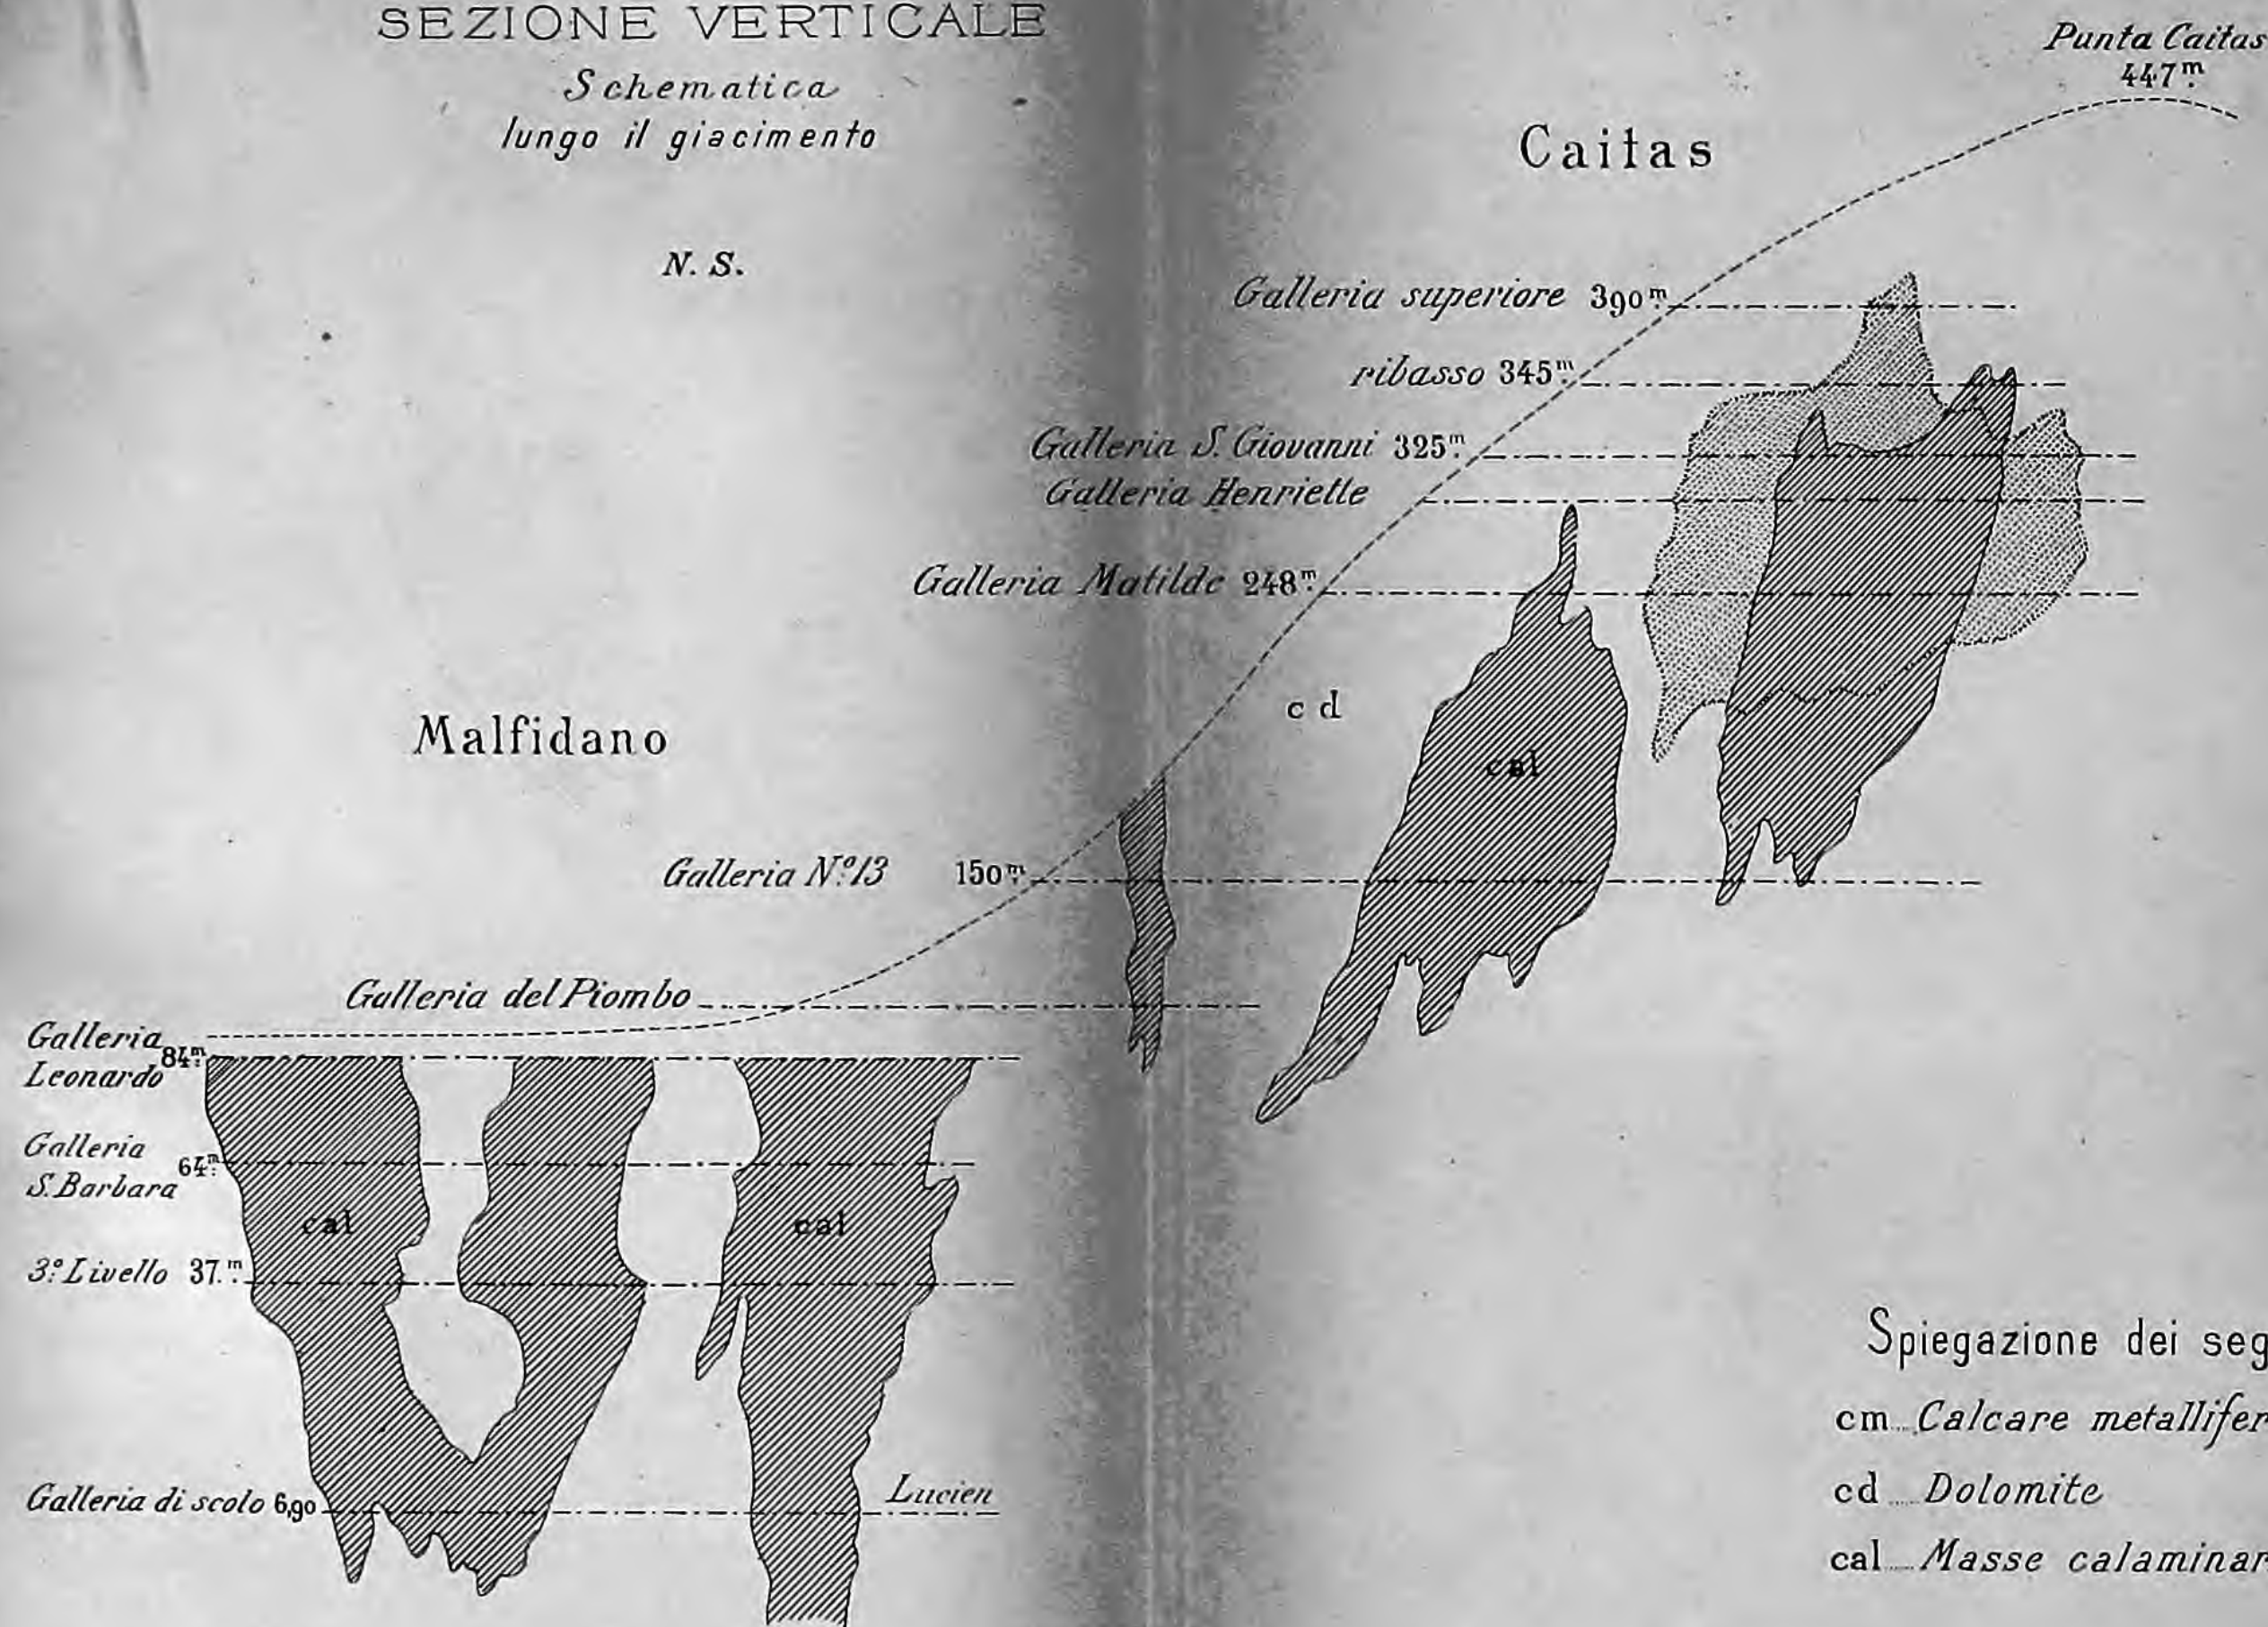 SEZIONE VERTICALE
Schematica
lungo il giacimento
N. S.
Punta Caitas
447m.
Caitas
Galleria superiore 390m.
ribasso 345m.
Galleria S. Giovanni 325m.
Galleria Henriette
Galleria Matilde 248m.
c d
Malfidano
cal
Galleria N.º 13 150m.
Galleria del Piombo
Galleria
Leonardo 84m.
Galleria
S. Barbara 64m.
cal
cal
3.º Livello 37.m.
Galleria di scolo 6,90
Lucien
Spiegazione dei seg
cm Calcare metallifer
cd Dolomite
cal Masse calaminar